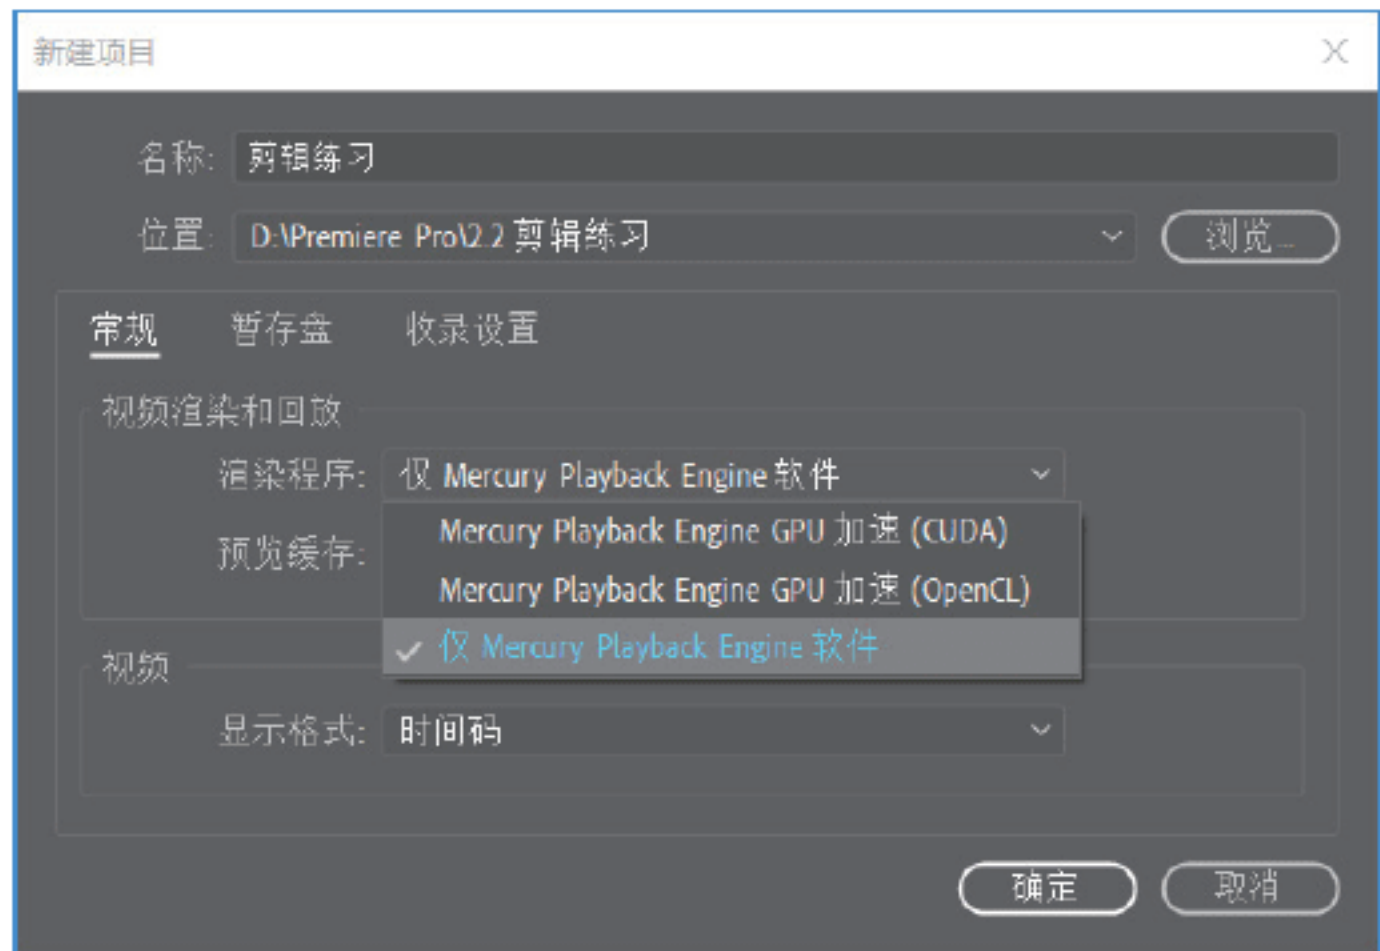 新建项目
名称: 剪辑练习
位置: D:\Premiere Pro\2.2 剪辑练习 浏览...
常规 暂存盘 收录设置
视频渲染和回放
渲染程序: 仅 Mercury Playback Engine 软件
Mercury Playback Engine GPU 加速 (CUDA)
预览缓存:
Mercury Playback Engine GPU 加速 (OpenCL)
仅 Mercury Playback Engine 软件
视频
显示格式: 时间码
确定 取消